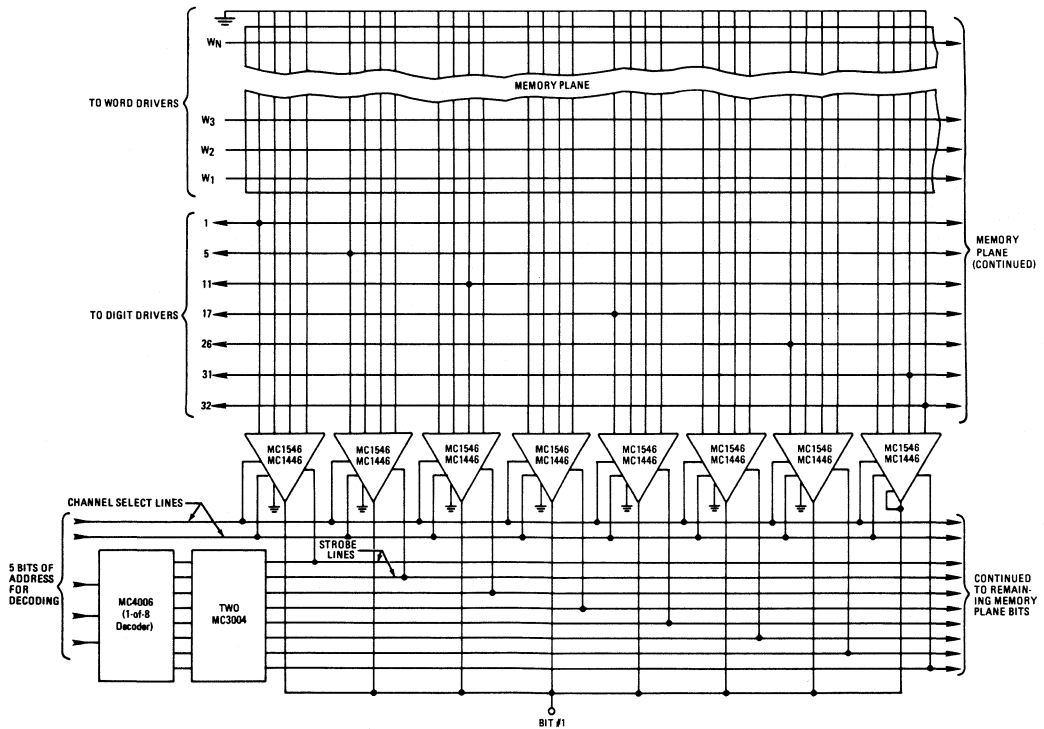 WN
MEMORY PLANE
TO WORD DRIVERS
W3
W2
W1
1
5
11
17
26
31
32
TO DIGIT DRIVERS
MEMORY
PLANE
(CONTINUED)
MC1546
MC1446
MC1546
MC1446
MC1546
MC1446
MC1546
MC1446
MC1546
MC1446
MC1546
MC1446
MC1546
MC1446
MC1546
MC1446
CHANNEL SELECT LINES
STROBE
LINES
5 BITS OF
ADDRESS
FOR
DECODING
MC4006
(1-of-8
Decoder)
TWO
MC3004
CONTINUED
TO REMAIN-
ING MEMORY
PLANE BITS
BIT #1